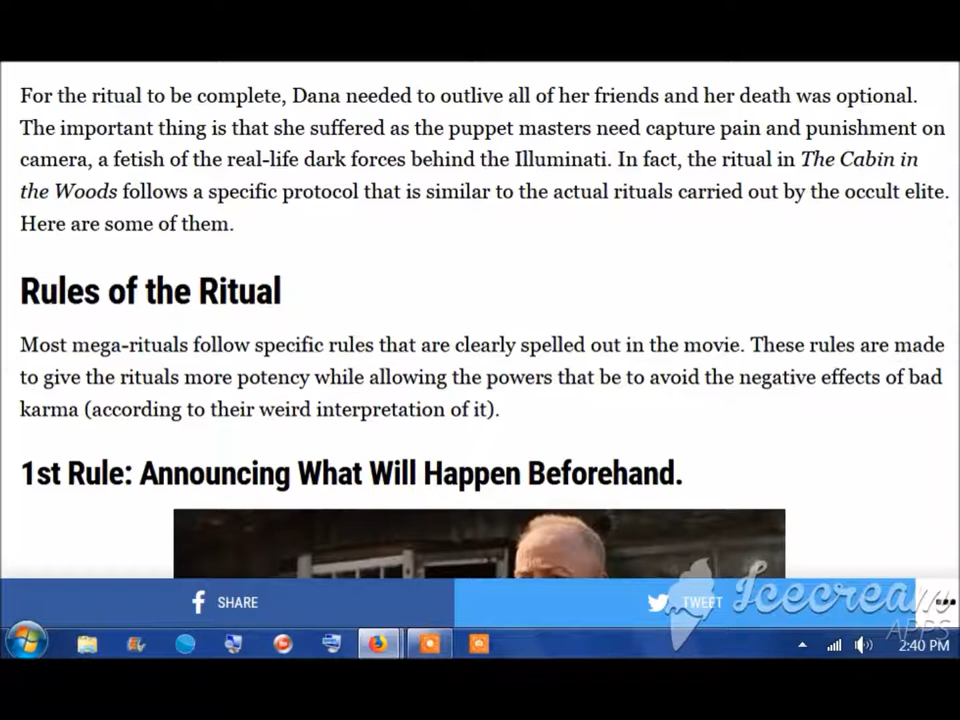 For the ritual to be complete, Dana needed to outlive all of her friends and her death was optional.
The important thing is that she suffered as the puppet masters need capture pain and punishment on
camera, a fetish of the real-life dark forces behind the Illuminati. In fact, the ritual in The Cabin in
the Woods follows a specific protocol that is similar to the actual rituals carried out by the occult elite.
Here are some of them.
Rules of the Ritual
Most mega-rituals follow specific rules that are clearly spelled out in the movie. These rules are made
to give the rituals more potency while allowing the powers that be to avoid the negative effects of bad
karma (according to their weird interpretation of it).
1st Rule: Announcing What Will Happen Beforehand.
SHARE
TWEET
Icecream
APPS
2:40 PM